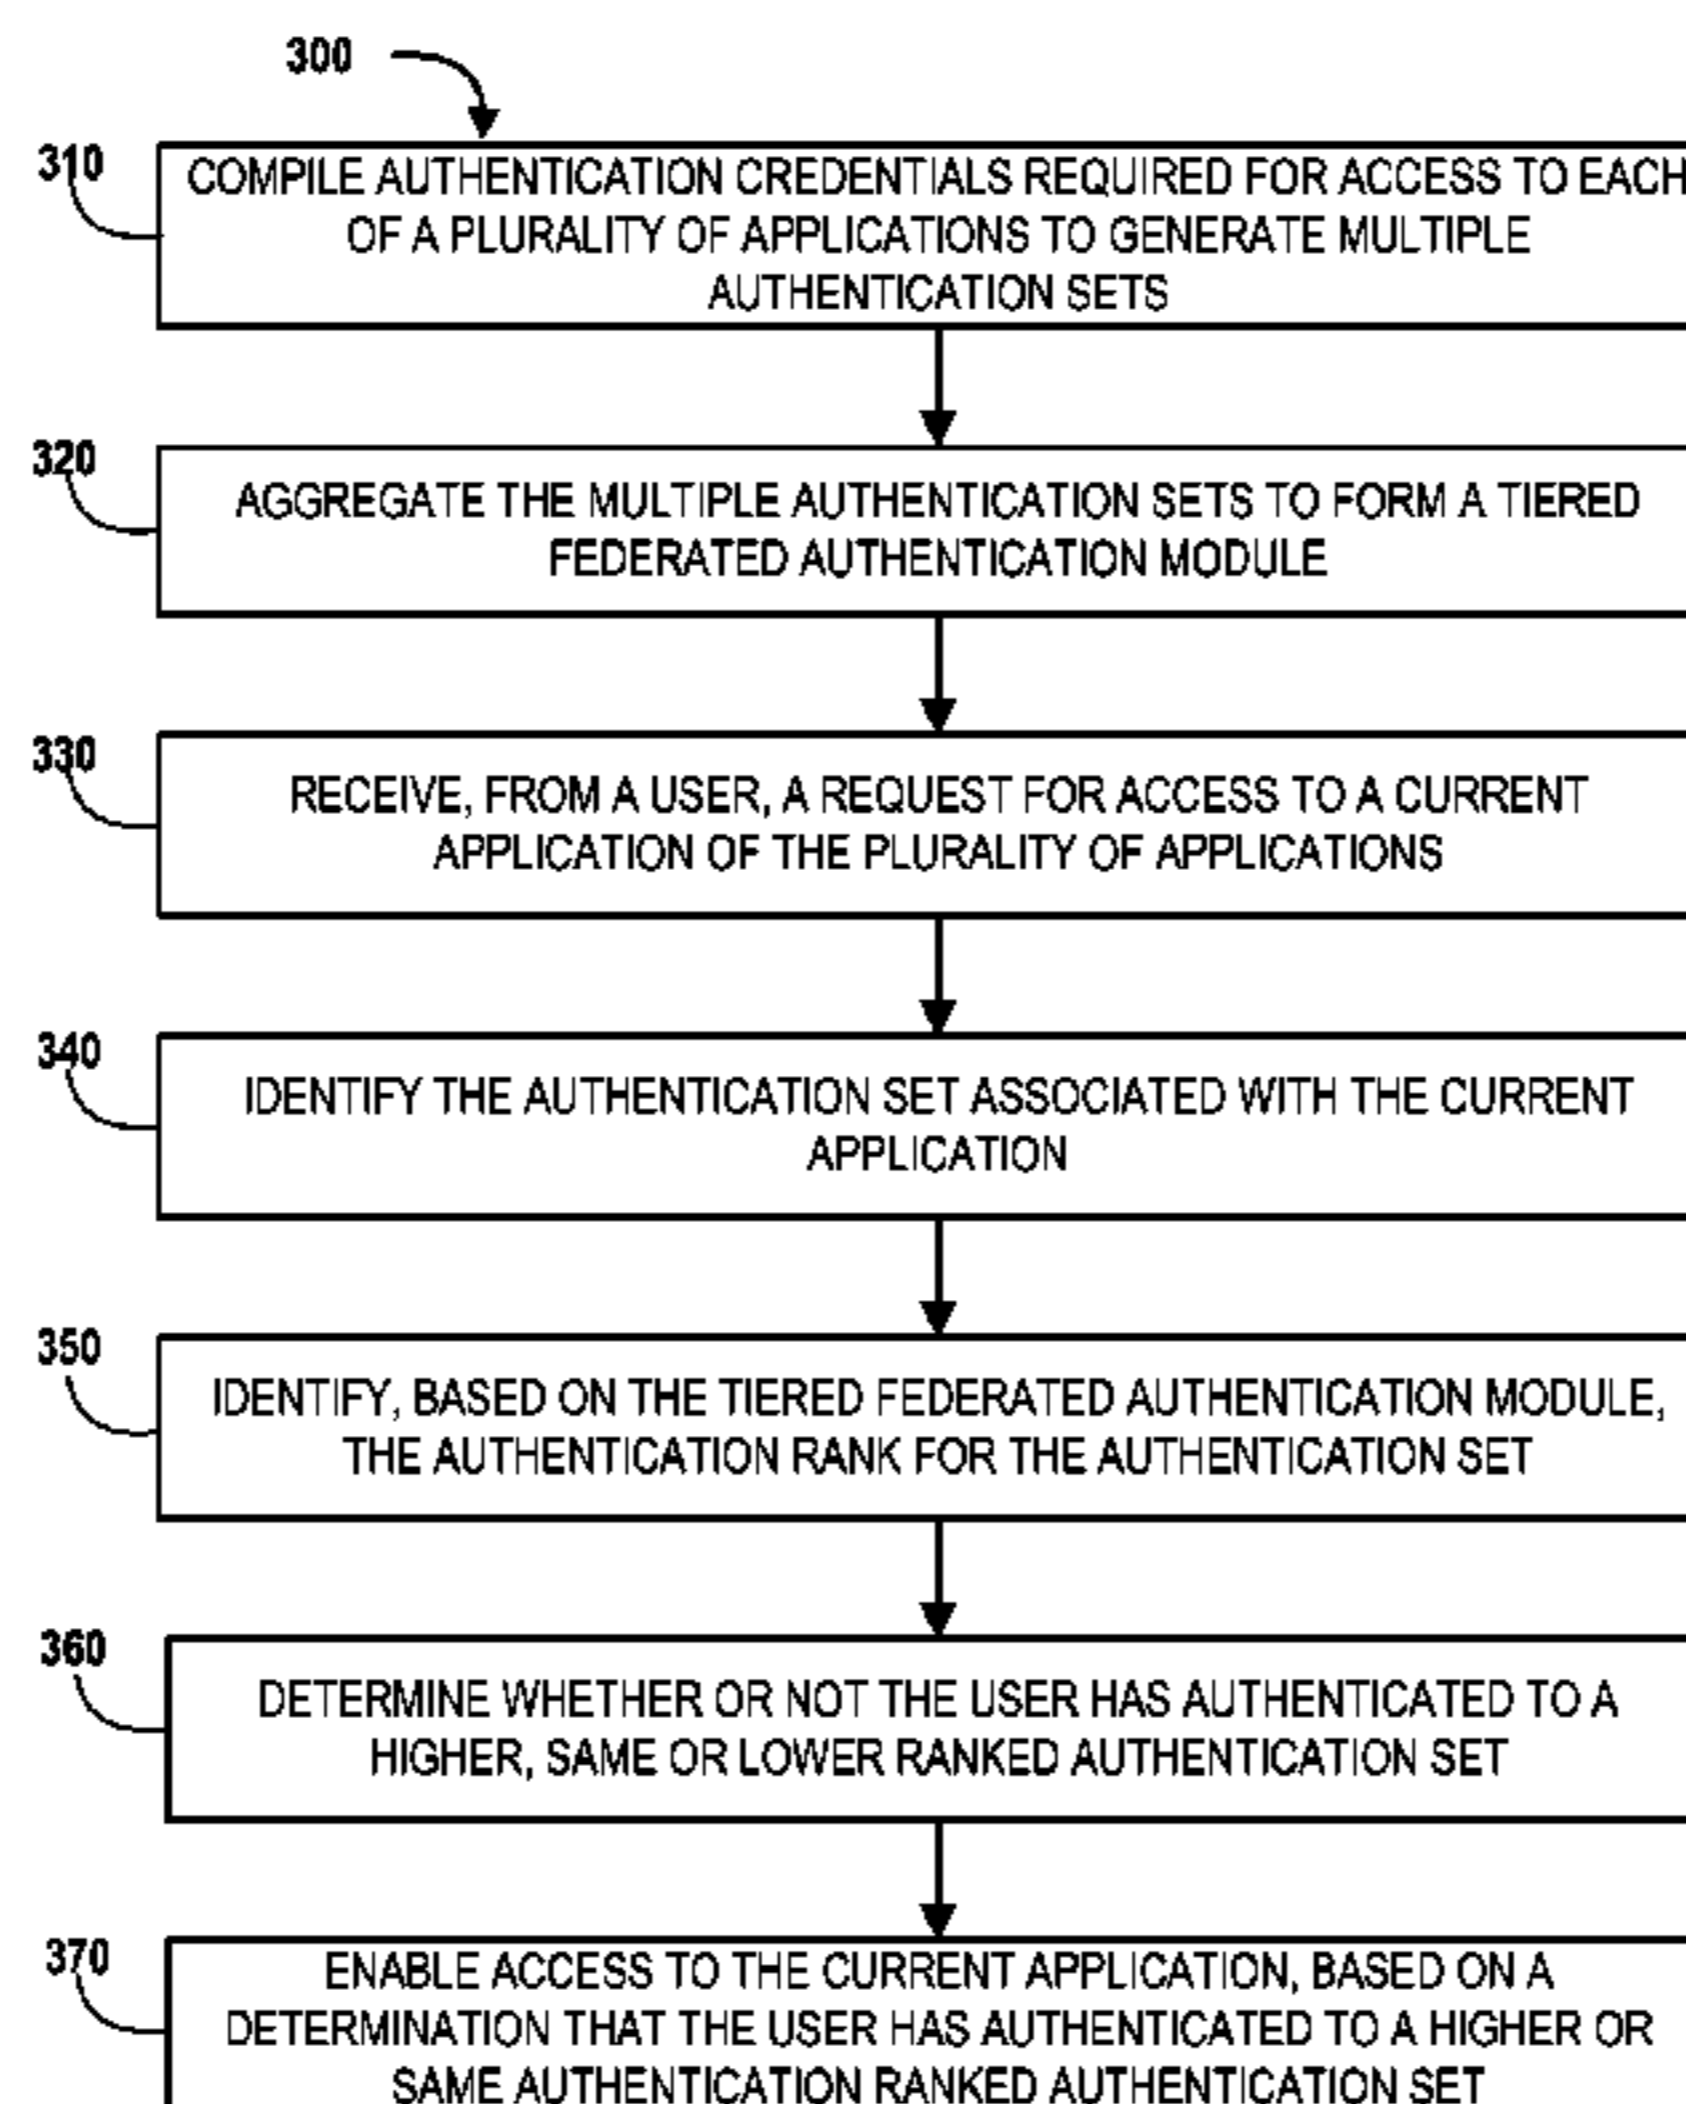 300
310
COMPILE AUTHENTICATION CREDENTIALS REQUIRED FOR ACCESS TO EACH
OF A PLURALITY OF APPLICATIONS TO GENERATE MULTIPLE
AUTHENTICATION SETS
320
AGGREGATE THE MULTIPLE AUTHENTICATION SETS TO FORM A TIERED
FEDERATED AUTHENTICATION MODULE
330
RECEIVE, FROM A USER, A REQUEST FOR ACCESS TO A CURRENT
APPLICATION OF THE PLURALITY OF APPLICATIONS
340
IDENTIFY THE AUTHENTICATION SET ASSOCIATED WITH THE CURRENT
APPLICATION
350
IDENTIFY, BASED ON THE TIERED FEDERATED AUTHENTICATION MODULE,
THE AUTHENTICATION RANK FOR THE AUTHENTICATION SET
360
DETERMINE WHETHER OR NOT THE USER HAS AUTHENTICATED TO A
HIGHER, SAME OR LOWER RANKED AUTHENTICATION SET
370
ENABLE ACCESS TO THE CURRENT APPLICATION, BASED ON A
DETERMINATION THAT THE USER HAS AUTHENTICATED TO A HIGHER OR
SAME AUTHENTICATION RANKED AUTHENTICATION SET